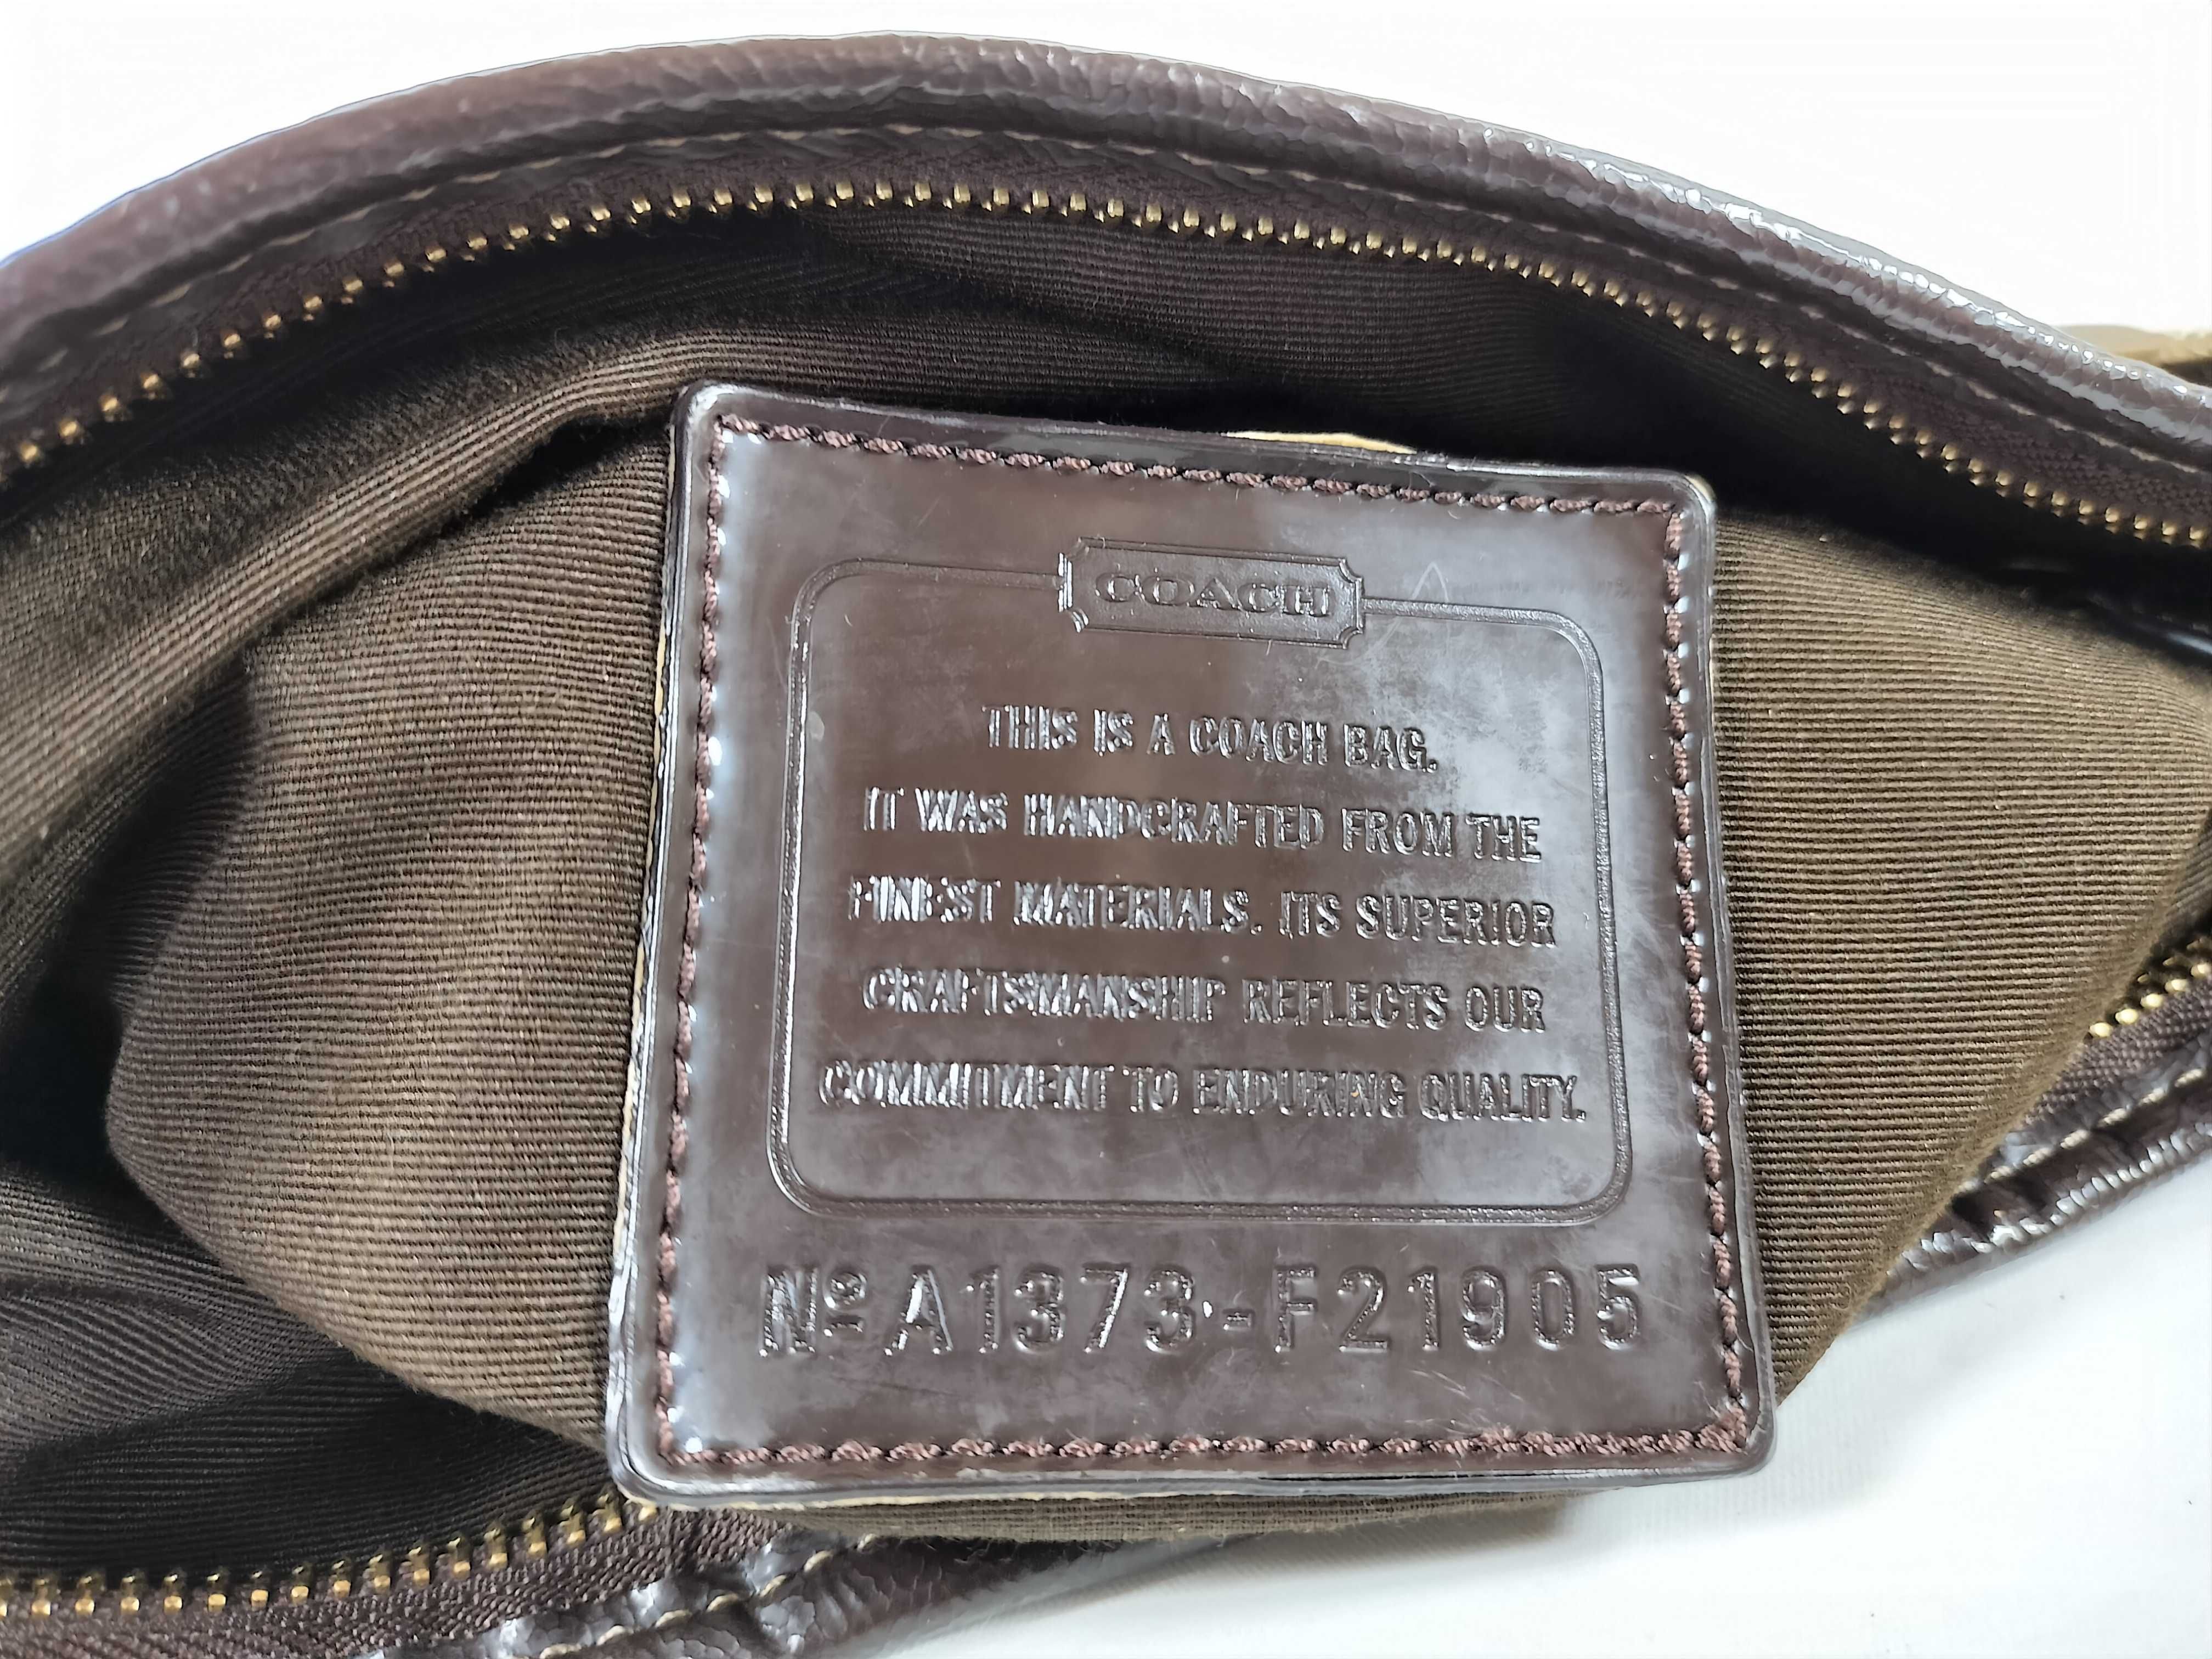 COACH
THIS IS A COACH BAG.
IT WAS HANDCRAFTED FROM THE
FINEST MATERIALS. ITS SUPERIOR
CRAFTSMANSHIP REFLECTS OUR
COMMITMENT TO ENDURING QUALITY.
Nº A1373-F21905